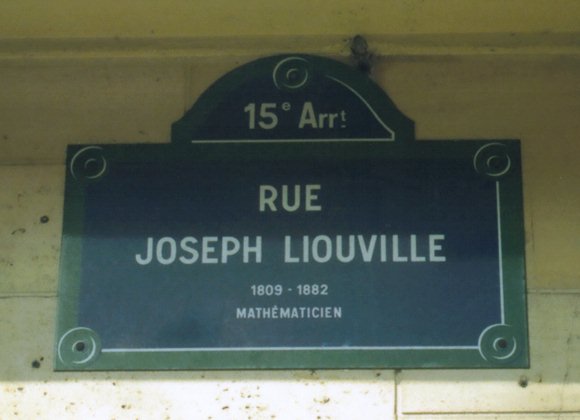 15e Arrt
RUE
JOSEPH LIOUVILLE
1809 - 1882
MATHÉMATICIEN